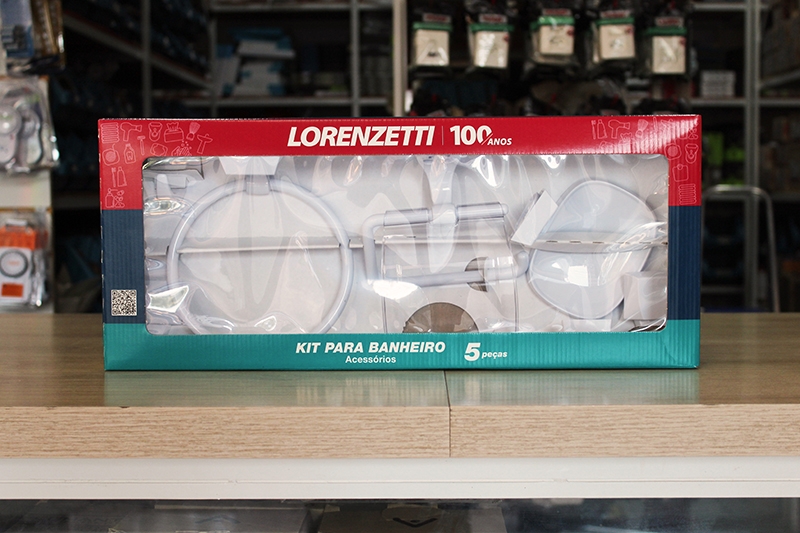 LORENZETTI | 100 ANOS
KIT PARA BANHEIRO 5 peças
Acessórios